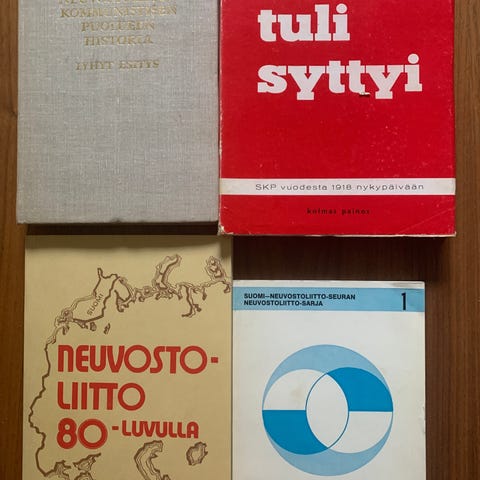 KOMMUNISTISEN
PUOLUEEN
HISTORIA
LYHYT ESITYS
tuli
syttyi
SKP vuodesta 1918 nykypäivään
kolmas painos
SUOMI
NEUVOSTO-
LIITTO
80-LUVULLA
SUOMI–NEUVOSTOLIITTO-SEURAN
NEUVOSTOLIITTO-SARJA
1